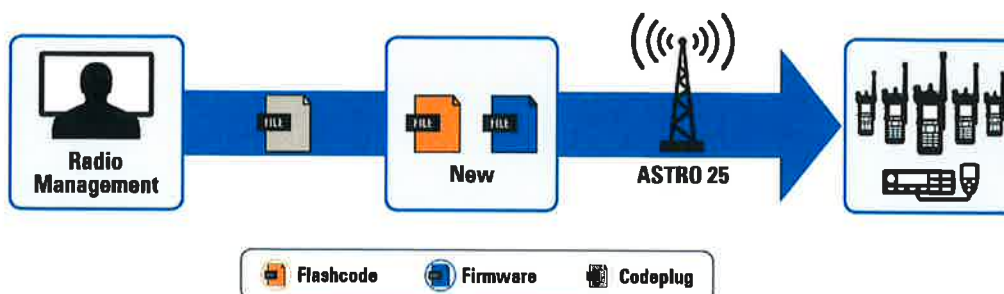 Radio
Management
FILE
FILE
FILE
New
ASTRO 25
Flashcode
Firmware
Codeplug